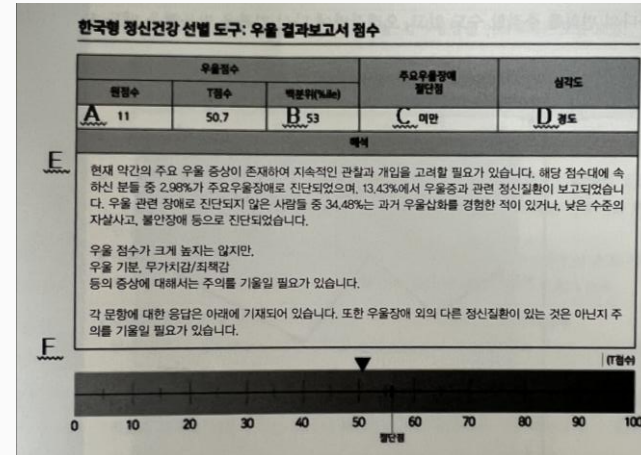 한국형 정신건강 선별 도구: 우울 결과보고서 점수
우울점수 주요우울장애 절단점 심각도
원점수 T점수 백분위(%ile)
A 11 50.7 B 53 C 미만 D 경도
해석
E
현재 약간의 주요 우울 증상이 존재하여 지속적인 관찰과 개입을 고려할 필요가 있습니다. 해당 점수대에 속
하신 분들 중 2.98%가 주요우울장애로 진단되었으며, 13.43%에서 우울증과 관련 정신질환이 보고되었습니
다. 우울 관련 장애로 진단되지 않은 사람들 중 34.48%는 과거 우울삽화를 경험한 적이 있거나, 낮은 수준의
자살사고, 불안장애 등으로 진단되었습니다.
우울 점수가 크게 높지는 않지만,
우울 기분, 무가치감/죄책감
등의 증상에 대해서는 주의를 기울일 필요가 있습니다.
각 문항에 대한 응답은 아래에 기재되어 있습니다. 또한 우울장애 외의 다른 정신질환이 있는 것은 아닌지 주
의를 기울일 필요가 있습니다.
F
(T점수)
0 10 20 30 40 50 60 70 80 90 100
절단점